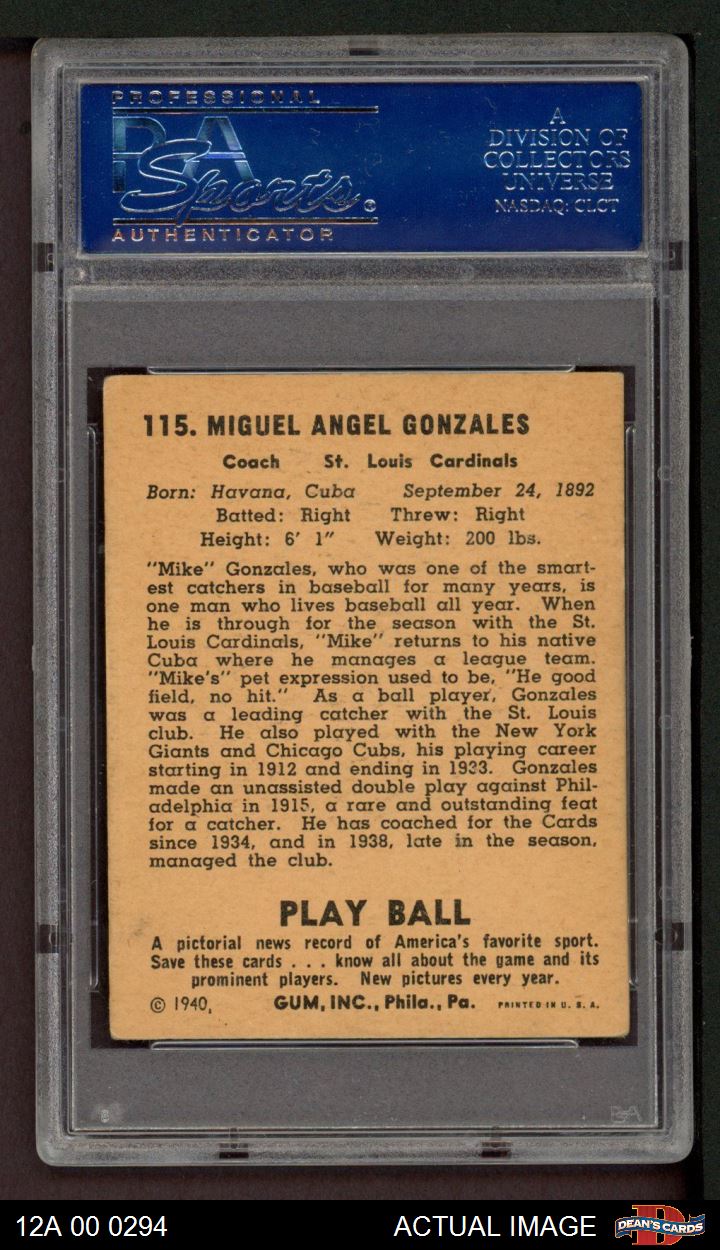 PROFESSIONAL
PSA
Sports®
AUTHENTICATOR
A
DIVISION OF
COLLECTORS
UNIVERSE
NASDAQ: CLCT
115. MIGUEL ANGEL GONZALES
Coach St. Louis Cardinals
Born: Havana, Cuba September 24, 1892
Batted: Right Threw: Right
Height: 6' 1" Weight: 200 lbs.
"Mike" Gonzales, who was one of the smart-
est catchers in baseball for many years, is
one man who lives baseball all year. When
he is through for the season with the St.
Louis Cardinals, "Mike" returns to his native
Cuba where he manages a league team.
"Mike's" pet expression used to be, "He good
field, no hit." As a ball player, Gonzales
was a leading catcher with the St. Louis
club. He also played with the New York
Giants and Chicago Cubs, his playing career
starting in 1912 and ending in 1933. Gonzales
made an unassisted double play against Phil-
adelphia in 1915, a rare and outstanding feat
for a catcher. He has coached for the Cards
since 1934, and in 1938, late in the season,
managed the club.
PLAY BALL
A pictorial news record of America's favorite sport.
Save these cards . . . know all about the game and its
prominent players. New pictures every year.
© 1940, GUM, INC., Phila., Pa. PRINTED IN U. S. A.
PSA
12A 00 0294 ACTUAL IMAGE DEAN'S CARDS